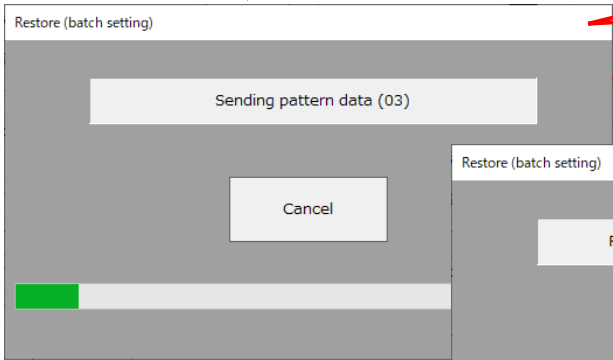 Restore (batch setting)
Sending pattern data (03)
Cancel
Restore (batch setting)